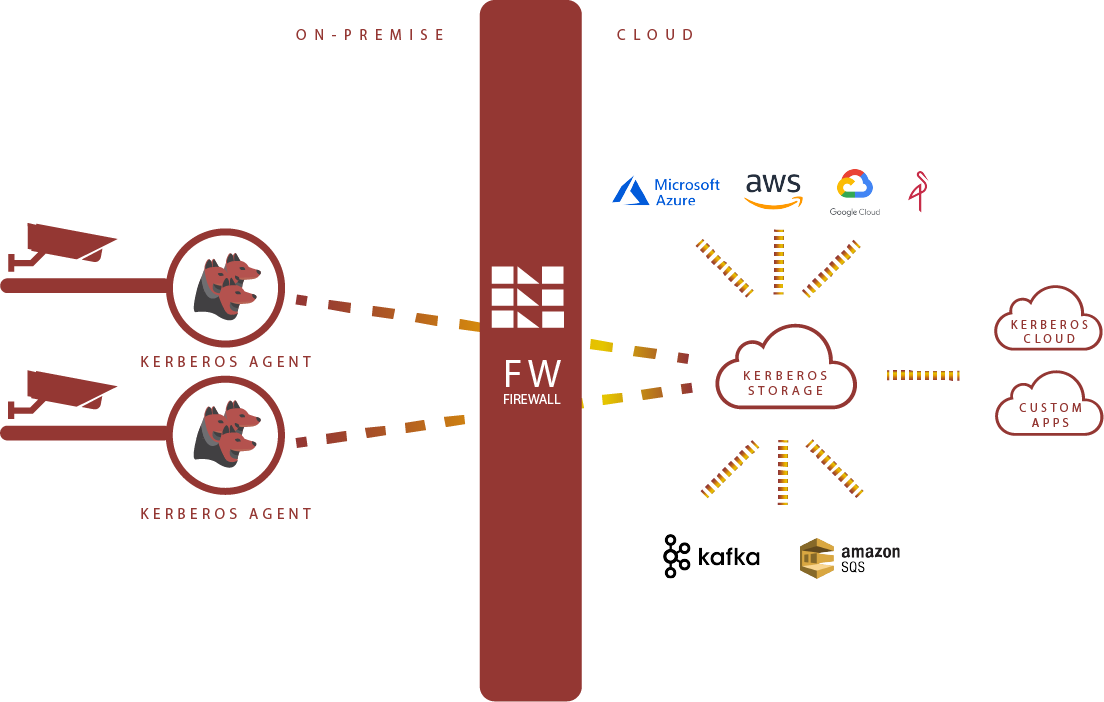 ON-PREMISE
CLOUD
Microsoft
Azure
aws
Google Cloud
KERBEROS AGENT
KERBEROS AGENT
FW
FIREWALL
KERBEROS
STORAGE
KERBEROS
CLOUD
CUSTOM
APPS
kafka
amazon
SQS